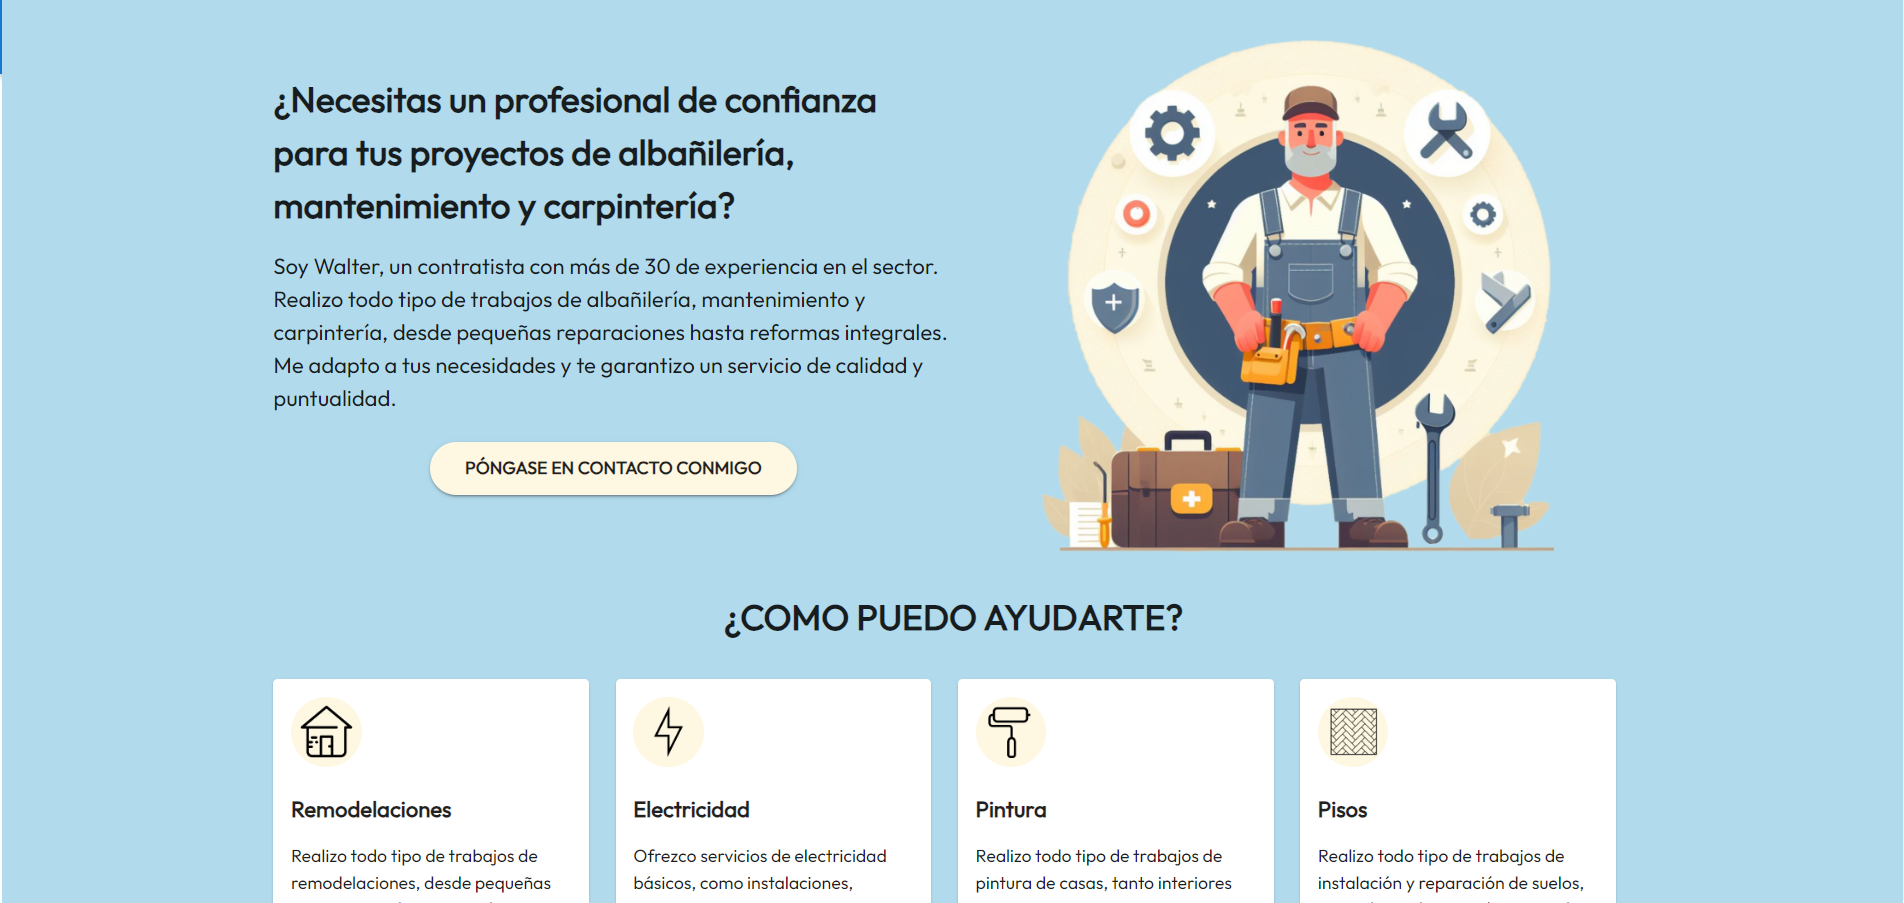 ¿Necesitas un profesional de confianza
para tus proyectos de albañilería,
mantenimiento y carpintería?
Soy Walter, un contratista con más de 30 de experiencia en el sector.
Realizo todo tipo de trabajos de albañilería, mantenimiento y
carpintería, desde pequeñas reparaciones hasta reformas integrales.
Me adapto a tus necesidades y te garantizo un servicio de calidad y
puntualidad.
PÓNGASE EN CONTACTO CONMIGO
¿COMO PUEDO AYUDARTE?
Remodelaciones
Realizo todo tipo de trabajos de
remodelaciones, desde pequeñas
Electricidad
Ofrezco servicios de electricidad
básicos, como instalaciones,
Pintura
Realizo todo tipo de trabajos de
pintura de casas, tanto interiores
Pisos
Realizo todo tipo de trabajos de
instalación y reparación de suelos,